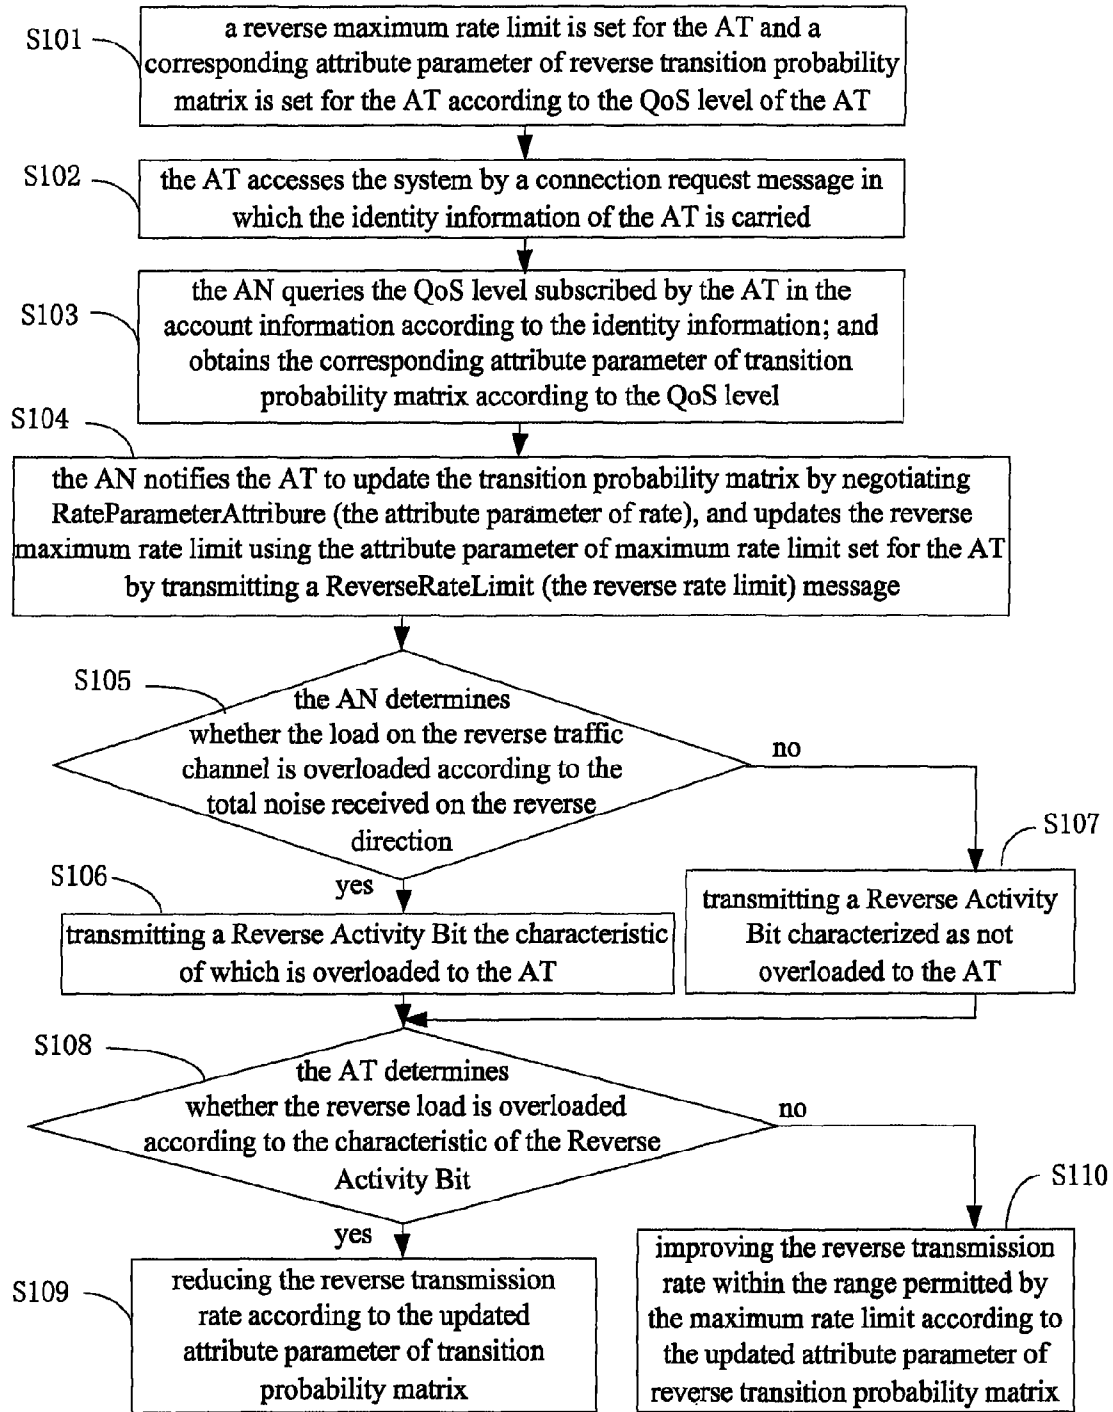 S101
a reverse maximum rate limit is set for the AT and a
corresponding attribute parameter of reverse transition probability
matrix is set for the AT according to the QoS level of the AT
S102
the AT accesses the system by a connection request message in
which the identity information of the AT is carried
S103
the AN queries the QoS level subscribed by the AT in the
account information according to the identity information; and
obtains the corresponding attribute parameter of transition
probability matrix according to the QoS level
S104
the AN notifies the AT to update the transition probability matrix by negotiating
RateParameterAttribure (the attribute parameter of rate), and updates the reverse
maximum rate limit using the attribute parameter of maximum rate limit set for the AT
by transmitting a ReverseRateLimit (the reverse rate limit) message
S105
the AN determines
whether the load on the reverse traffic
channel is overloaded according to the
total noise received on the reverse
direction
no
yes
S106
transmitting a Reverse Activity Bit the characteristic
of which is overloaded to the AT
S107
transmitting a Reverse Activity
Bit characterized as not
overloaded to the AT
S108
the AT determines
whether the reverse load is overloaded
according to the characteristic of the Reverse
Activity Bit
no
yes
S109
reducing the reverse transmission
rate according to the updated
attribute parameter of transition
probability matrix
S110
improving the reverse transmission
rate within the range permitted by
the maximum rate limit according to
the updated attribute parameter of
reverse transition probability matrix